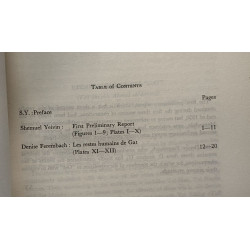 TABLE OF CONTENTS
Pages
S.Y. :Preface
Shemuel Yeivin: First Preliminary Report
(Figures 1—9; Plates I—X) 1—11
Denise Ferembach: Les restes humains de Gat
(Plates XI—XII) 12—20